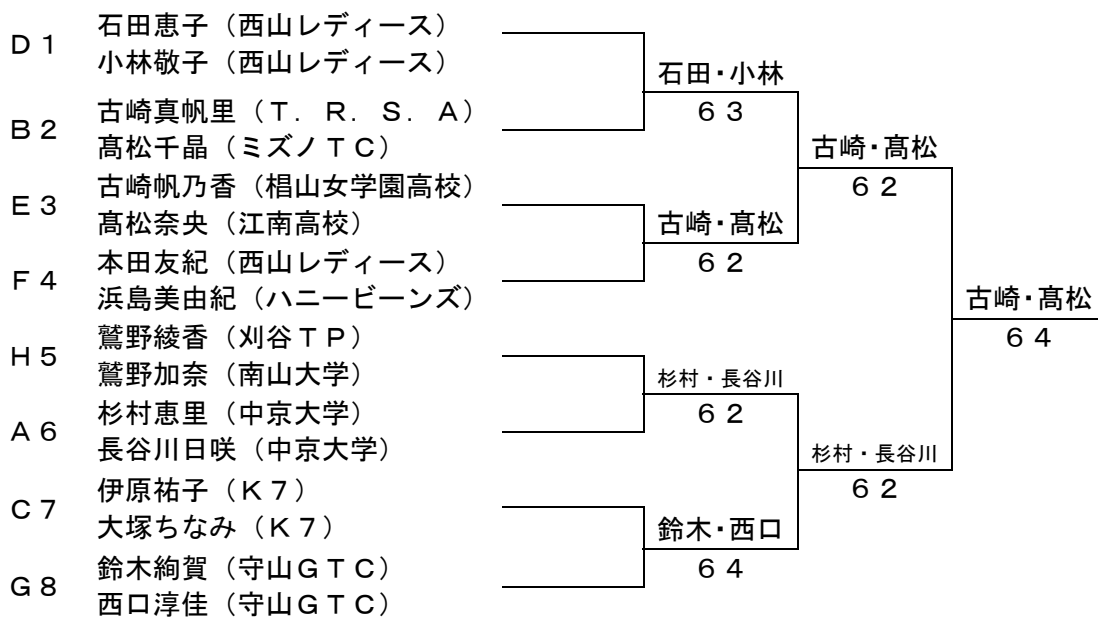 D1
石田恵子（西山レディース）
小林敬子（西山レディース）
B2
古崎真帆里（T．R．S．A）
髙松千晶（ミズノTC）
E3
古崎帆乃香（椙山女学園高校）
髙松奈央（江南高校）
F4
本田友紀（西山レディース）
浜島美由紀（ハニービーンズ）
H5
鷲野綾香（刈谷TP）
鷲野加奈（南山大学）
A6
杉村恵里（中京大学）
長谷川日咲（中京大学）
C7
伊原祐子（K7）
大塚ちなみ（K7）
G8
鈴木絢賀（守山GTC）
西口淳佳（守山GTC）
石田・小林
63
古崎・髙松
62
杉村・長谷川
62
鈴木・西口
64
古崎・髙松
62
杉村・長谷川
62
古崎・髙松
64